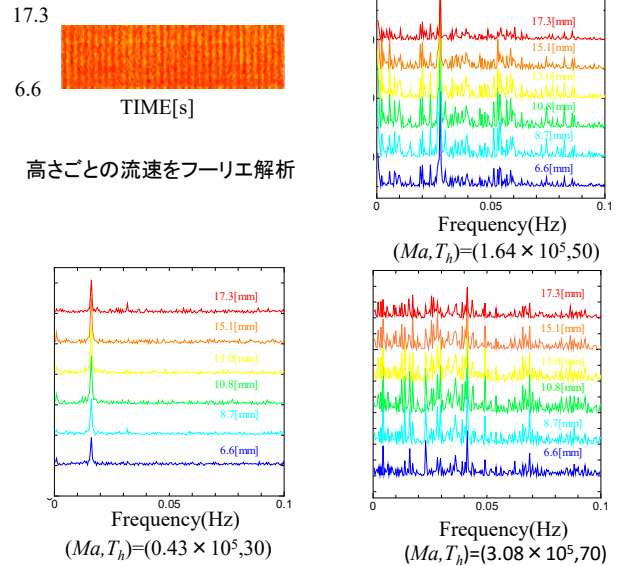 17.3
6.6
TIME[s]
高さごとの流速をフーリエ解析
17.3[mm]
15.1[mm]
13.0[mm]
10.8[mm]
8.7[mm]
6.6[mm]
0 0.05 0.1
Frequency(Hz)
(Ma,Th)=(1.64×10⁵,50)
17.3[mm]
15.1[mm]
13.0[mm]
10.8[mm]
8.7[mm]
6.6[mm]
0 0.05 0.1
Frequency(Hz)
(Ma,Th)=(0.43×10⁵,30)
17.3[mm]
15.1[mm]
13.0[mm]
10.8[mm]
8.7[mm]
6.6[mm]
0 0.05 0.1
Frequency(Hz)
(Ma,Th)=(3.08×10⁵,70)